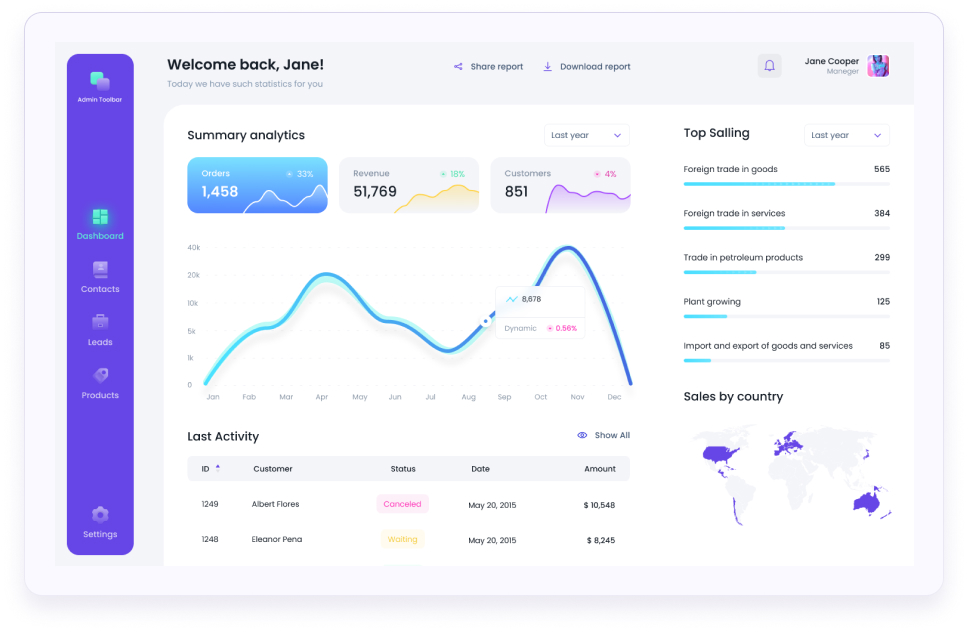 Admin Toolbar
Dashboard
Contacts
Leads
Products
Settings
Welcome back, Jane!
Today we have such statistics for you
Share report
Download report
Jane Cooper
Maneger
Summary analytics
Last year
Orders 33%
1,458
Revenue 18%
51,769
Customers 4%
851
40k
20k
10k
5k
1k
0
8,678
Dynamic 0.56%
Jan Fab Mar Apr May Jun Jul Aug Sep Oct Nov Dec
Last Activity
Show All
ID Customer Status Date Amount
1249 Albert Flores Canceled May 20, 2015 $ 10,548
1248 Eleanor Pena Waiting May 20, 2015 $ 8,245
Top Salling
Last year
Foreign trade in goods 565
Foreign trade in services 384
Trade in petroleum products 299
Plant growing 125
Import and export of goods and services 85
Sales by country